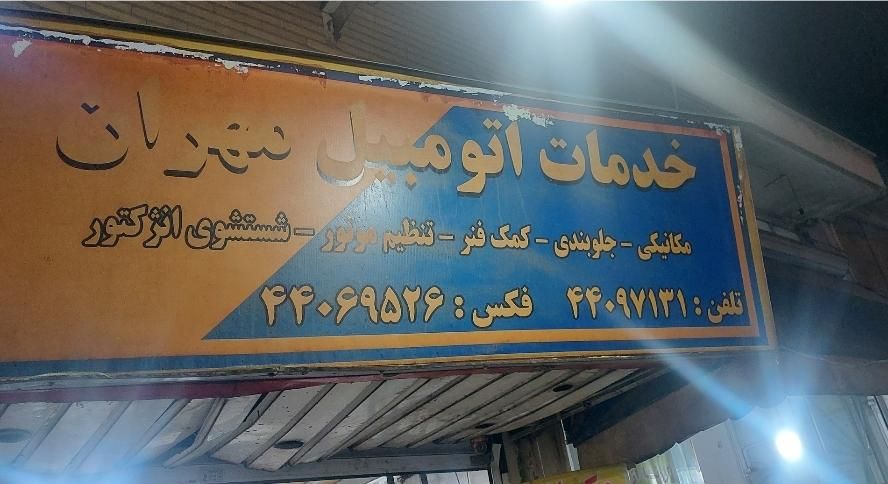 خدمات اتومبیل مهران
مکانیکی - جلوبندی - کمک فنر - تنظیم موتور - شستشوی انژکتور
تلفن : ۴۴۰۹۷۱۳۱ فکس : ۴۴۰۶۹۵۲۶